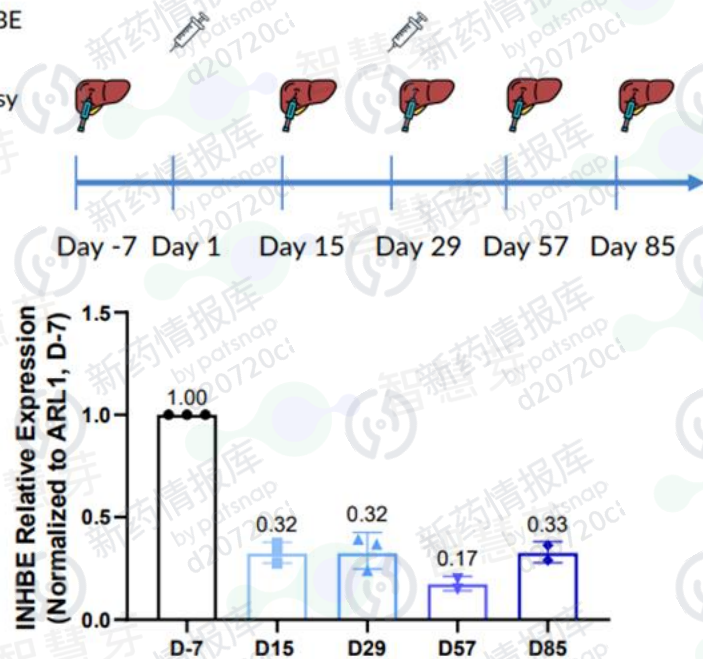 BE
sy
Day -7 Day 1 Day 15 Day 29 Day 57 Day 85
INHBE Relative Expression
(Normalized to ARL1, D-7)
1.5
1.0
0.5
0.0
1.00
0.32
0.32
0.17
0.33
D-7 D15 D29 D57 D85
新药情报库
by patsnap
d20720ci
智慧芽